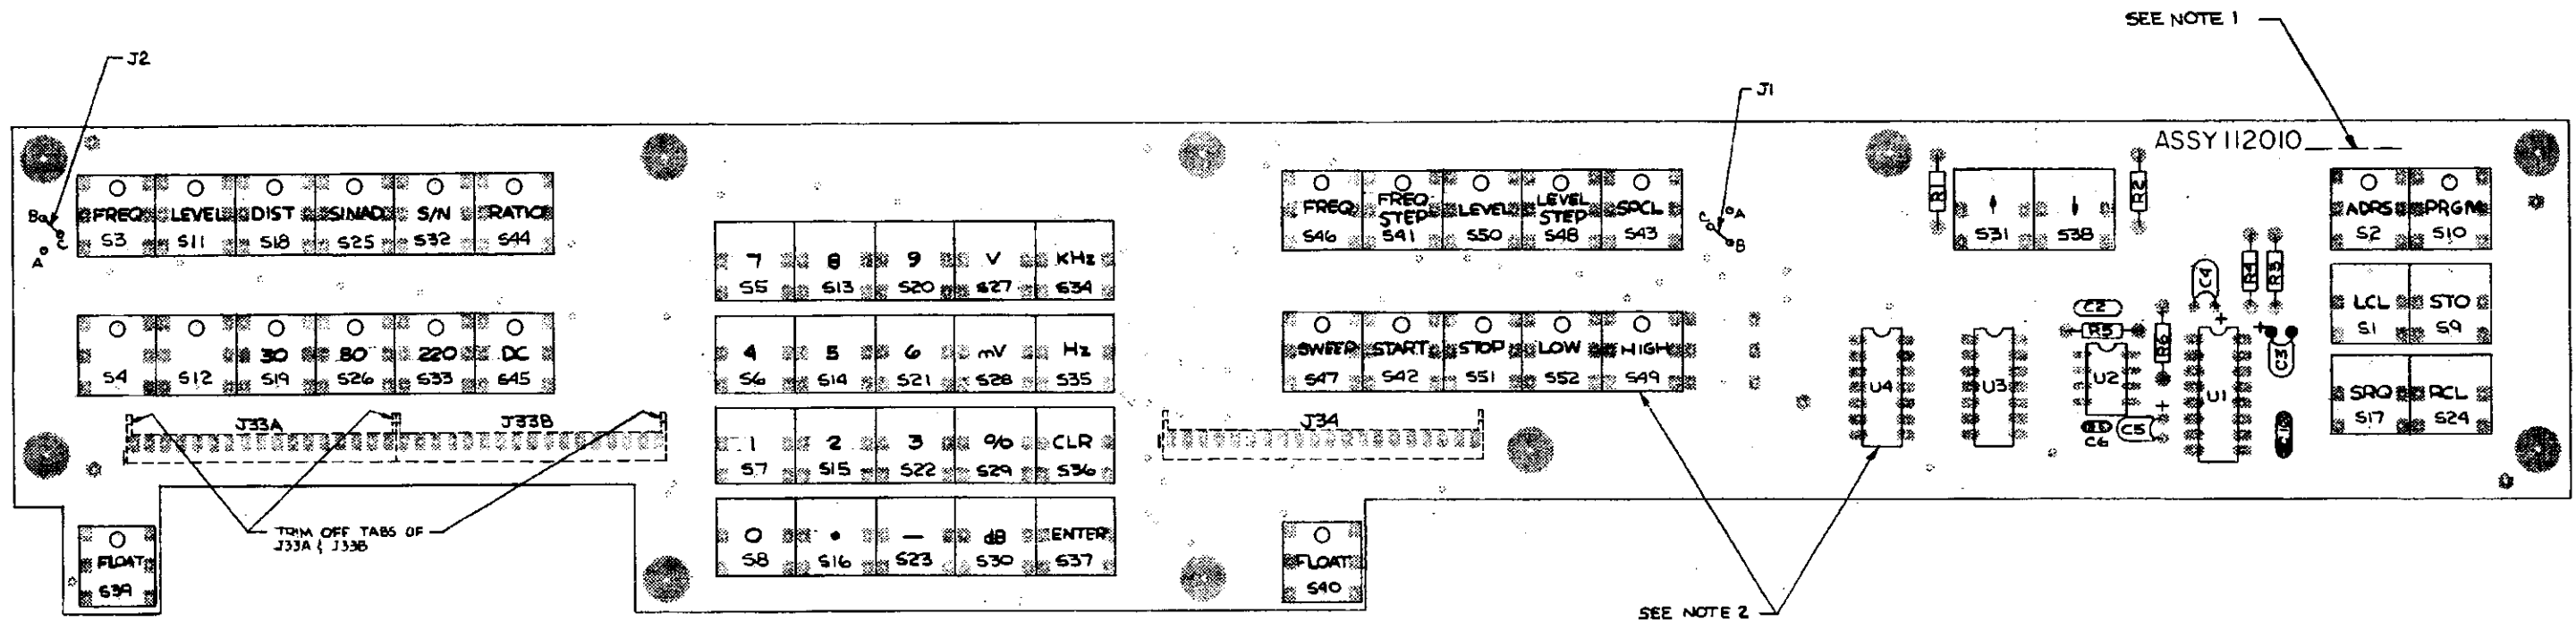 SEE NOTE 1
J2
J1
ASSY 112010
B
C
A
FREQ LEVEL DIST SINAD S/N RATIO
S3 S11 S18 S25 S32 S44
FREQ FREQ STEP LEVEL LEVEL STEP SPCL
S46 S41 S50 S48 S43
C
A
B
R1
S31 S38
R2
ADRS PRGM
S2 S10
7 8 9 V KHz
S5 S13 S20 S27 S34
C4
R4
R3
LCL STO
S1 S9
30 80 220 DC
S4 S12 S19 S26 S33 S45
4 5 6 mV Hz
S6 S14 S21 S28 S35
SWEEP START STOP LOW HIGH
S47 S42 S51 S52 S49
U4
U3
C2
R5
U2
R6
+
U1
+
C3
+
C5
C6
SRQ RCL
S17 S24
J33A
J33B
J34
1 2 3 % CLR
S7 S15 S22 S29 S36
TRIM OFF TABS OF
J33A & J33B
0 • — dB ENTER
S8 S16 S23 S30 S37
FLOAT
S39
FLOAT
S40
SEE NOTE 2